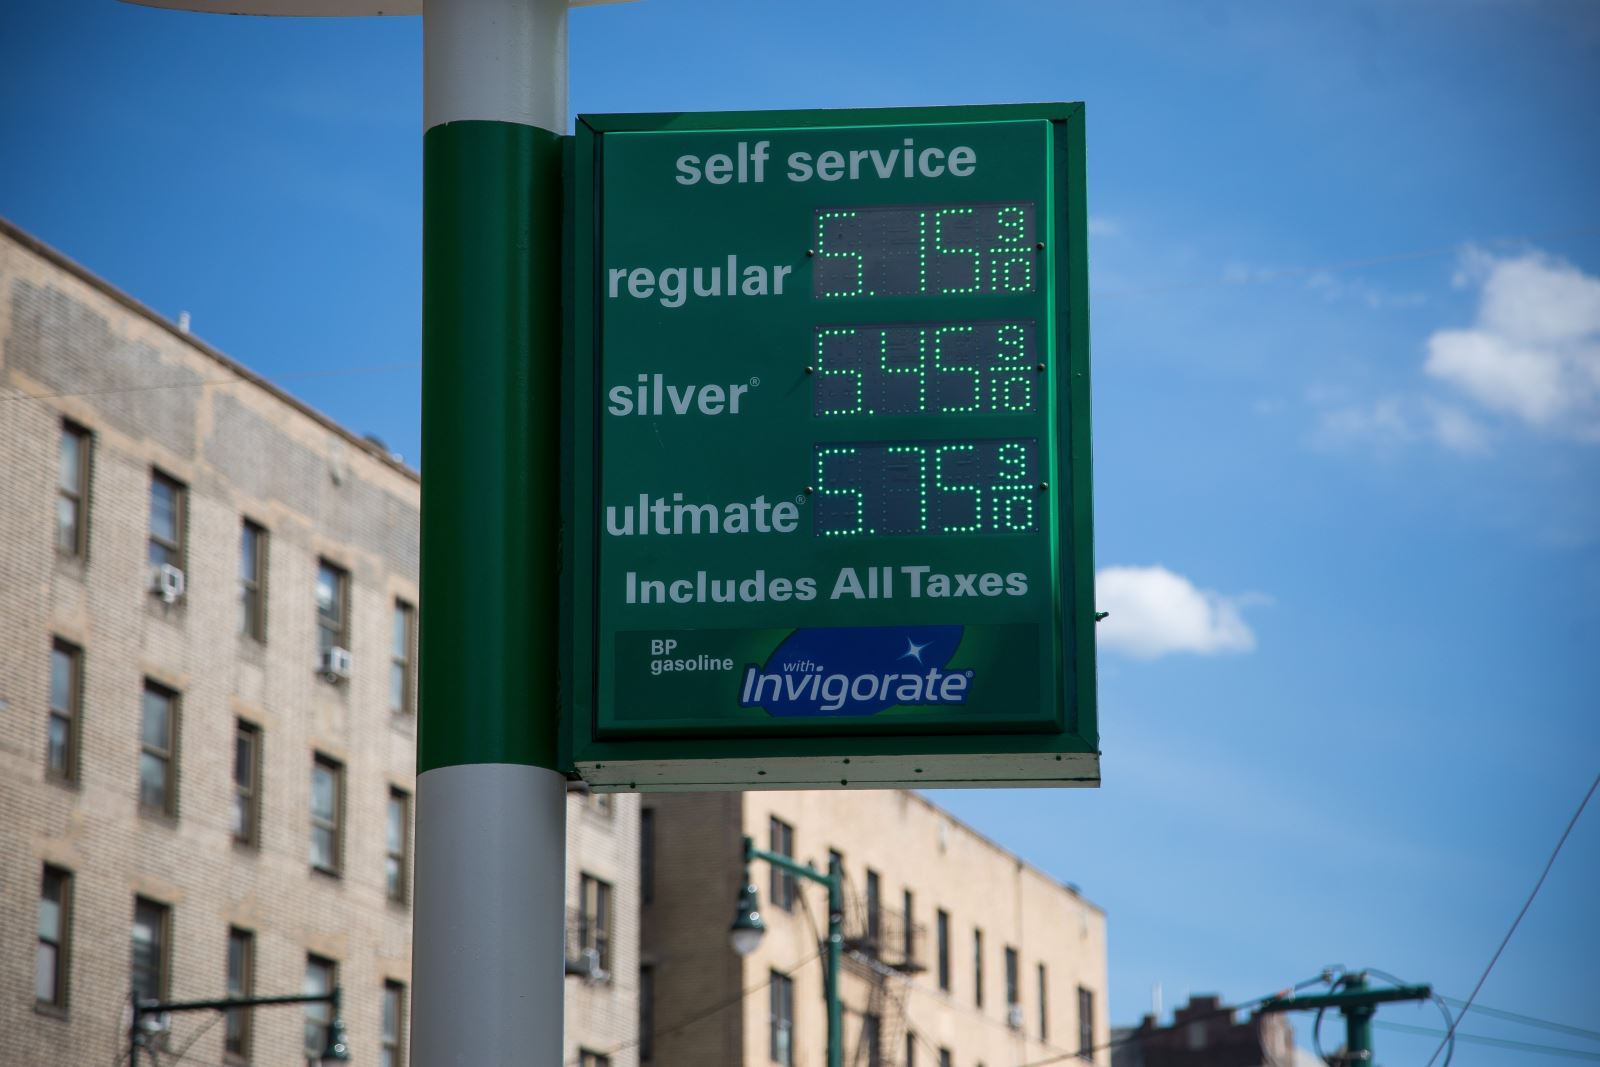 self service
regular 5.15 9/10
silver® 5.45 9/10
ultimate® 5.75 9/10
Includes All Taxes
BP
gasoline
with
Invigorate®